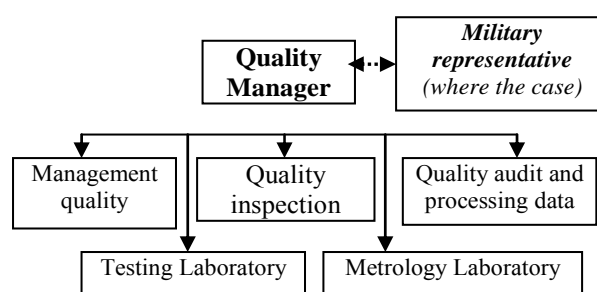 Quality
Manager
Military
representative
(where the case)
Management
quality
Quality
inspection
Quality audit and
processing data
Testing Laboratory
Metrology Laboratory